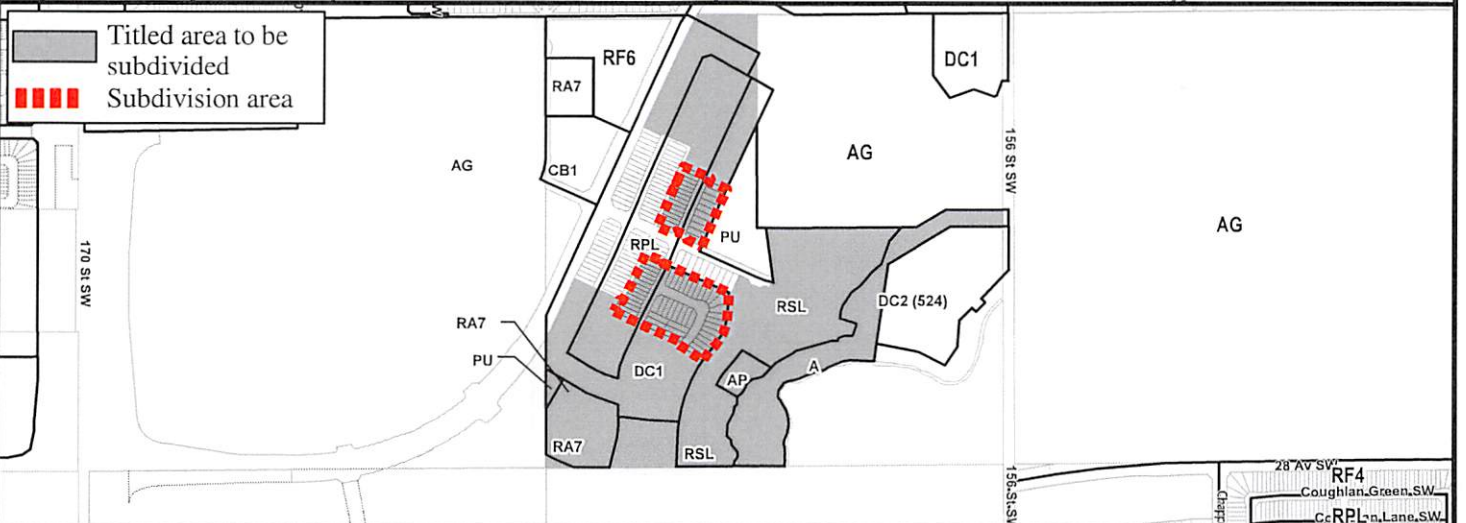 Titled area to be
subdivided
Subdivision area
RF6
DC1
RA7
AG
AG
156 St SW
CB1
AG
PU
RPL
170 St SW
RSL
DC2 (524)
RA7
PU
DC1
AP
A
RA7
RSL
156 St SW
28 AV SW
RF4
Coughlan Green SW
RPL
Lane SW